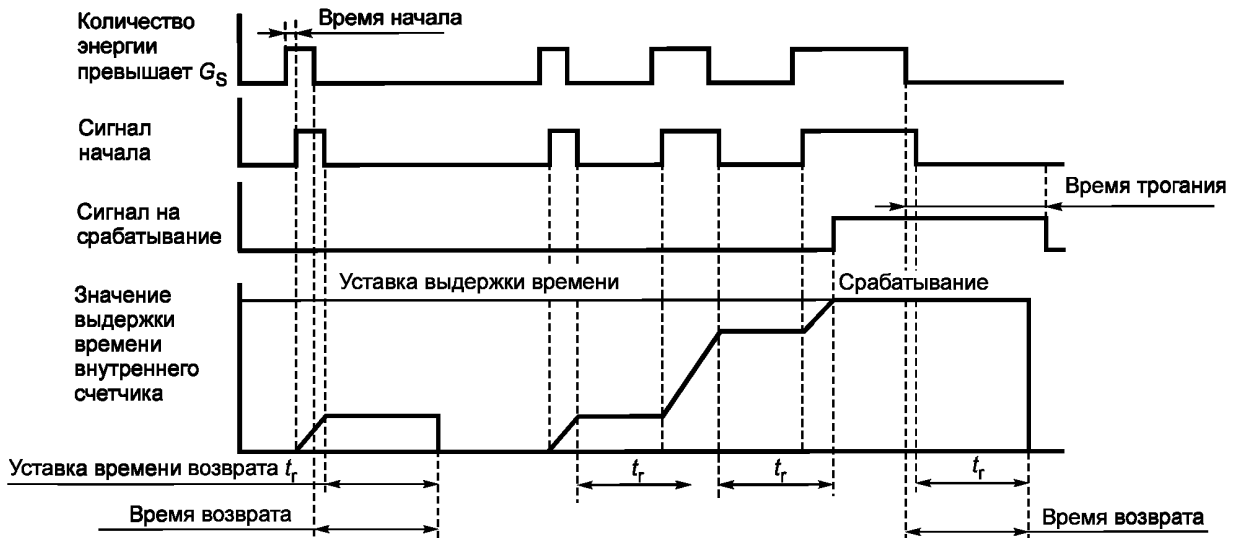 Количество
энергии
превышает GS
Время начала
Сигнал
начала
Сигнал на
срабатывание
Время трогания
Значение
выдержки
времени
внутреннего
счетчика
Уставка выдержки времени
Срабатывание
Уставка времени возврата tr
tr
tr
tr
Время возврата
Время возврата